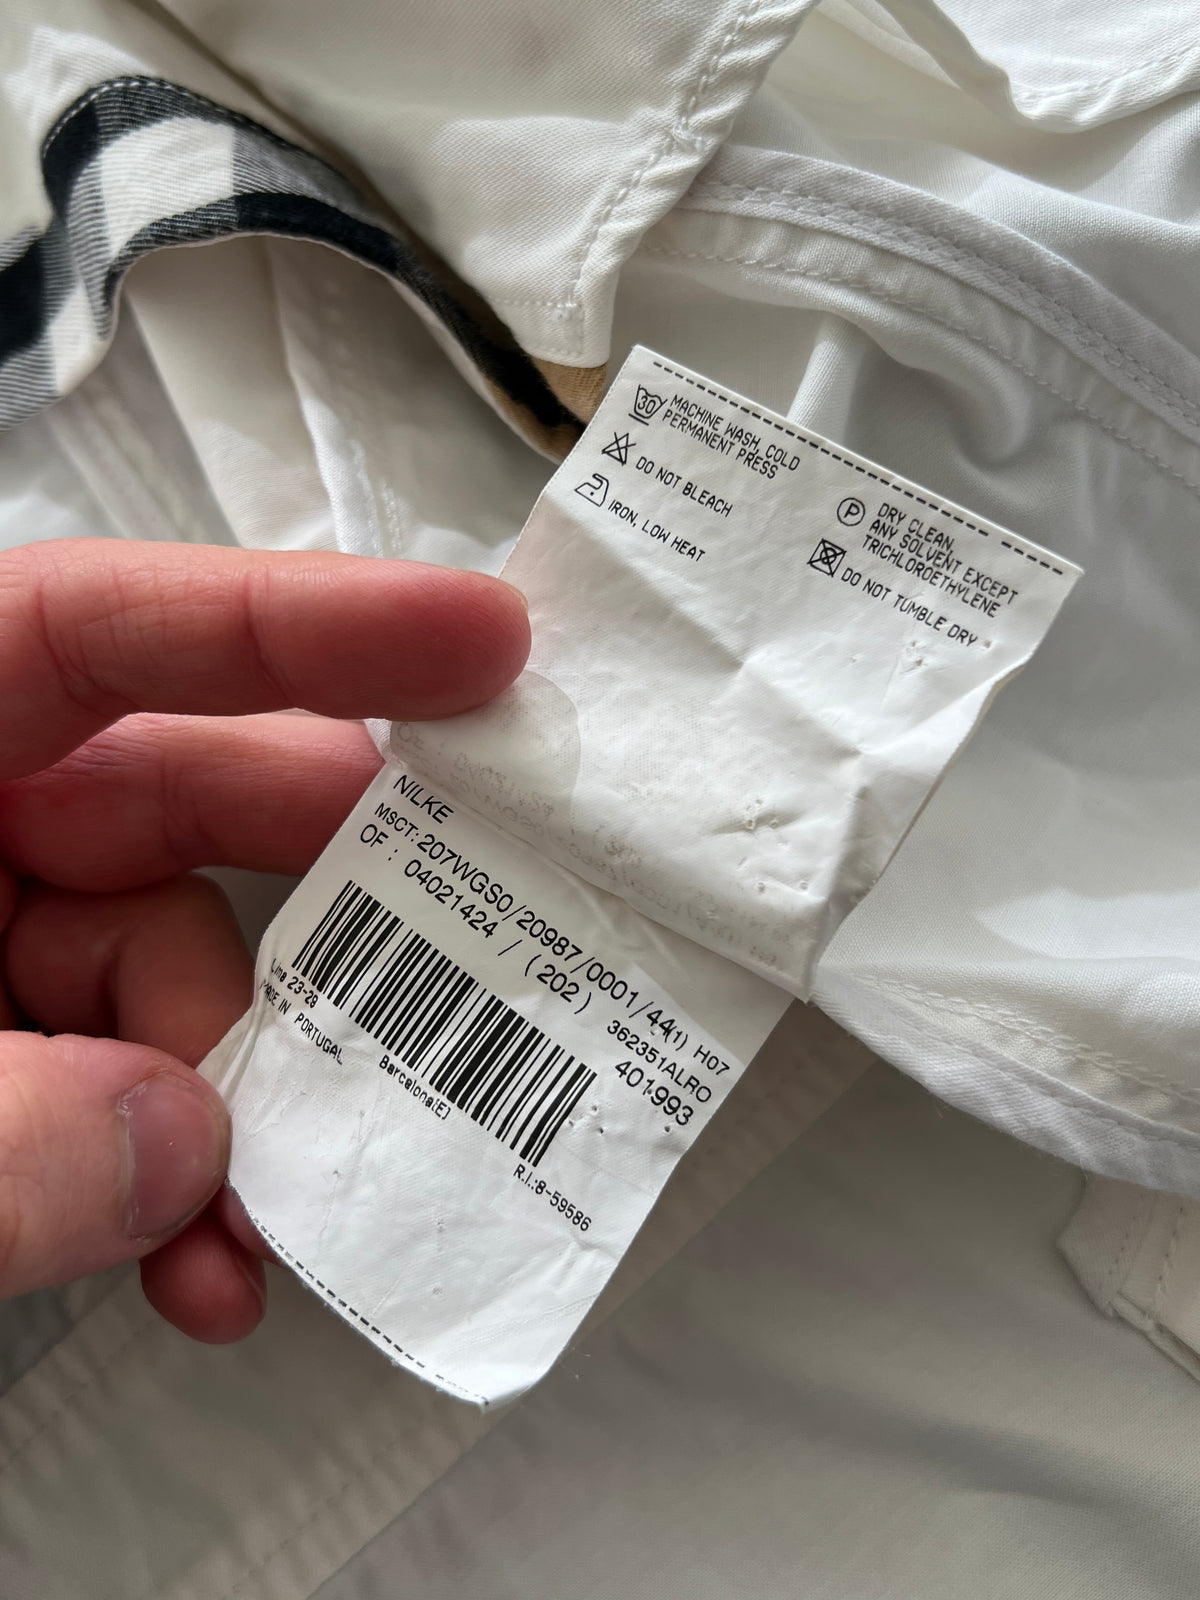 30
MACHINE WASH, COLD
PERMANENT PRESS
DO NOT BLEACH
IRON, LOW HEAT
P
DRY CLEAN,
ANY SOLVENT EXCEPT
TRICHLOROETHYLENE
DO NOT TUMBLE DRY
NILKE
MSCT: 207WGS0/20987/0001/44(1) H07
OF : 04021424 / ( 202 )
362351ALRO
401993
23-29
MADE IN PORTUGAL
Barcelona[E]
R.I.:8-59586